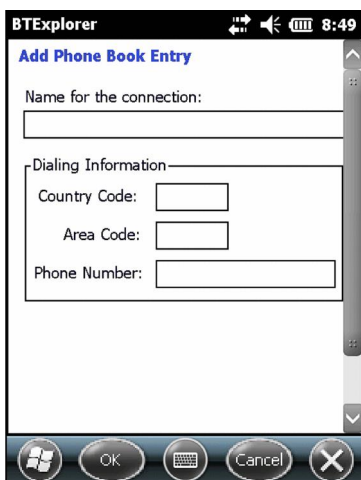 BTExplorer 8:49
Add Phone Book Entry
Name for the connection:
Dialing Information
Country Code:
Area Code:
Phone Number:
OK Cancel